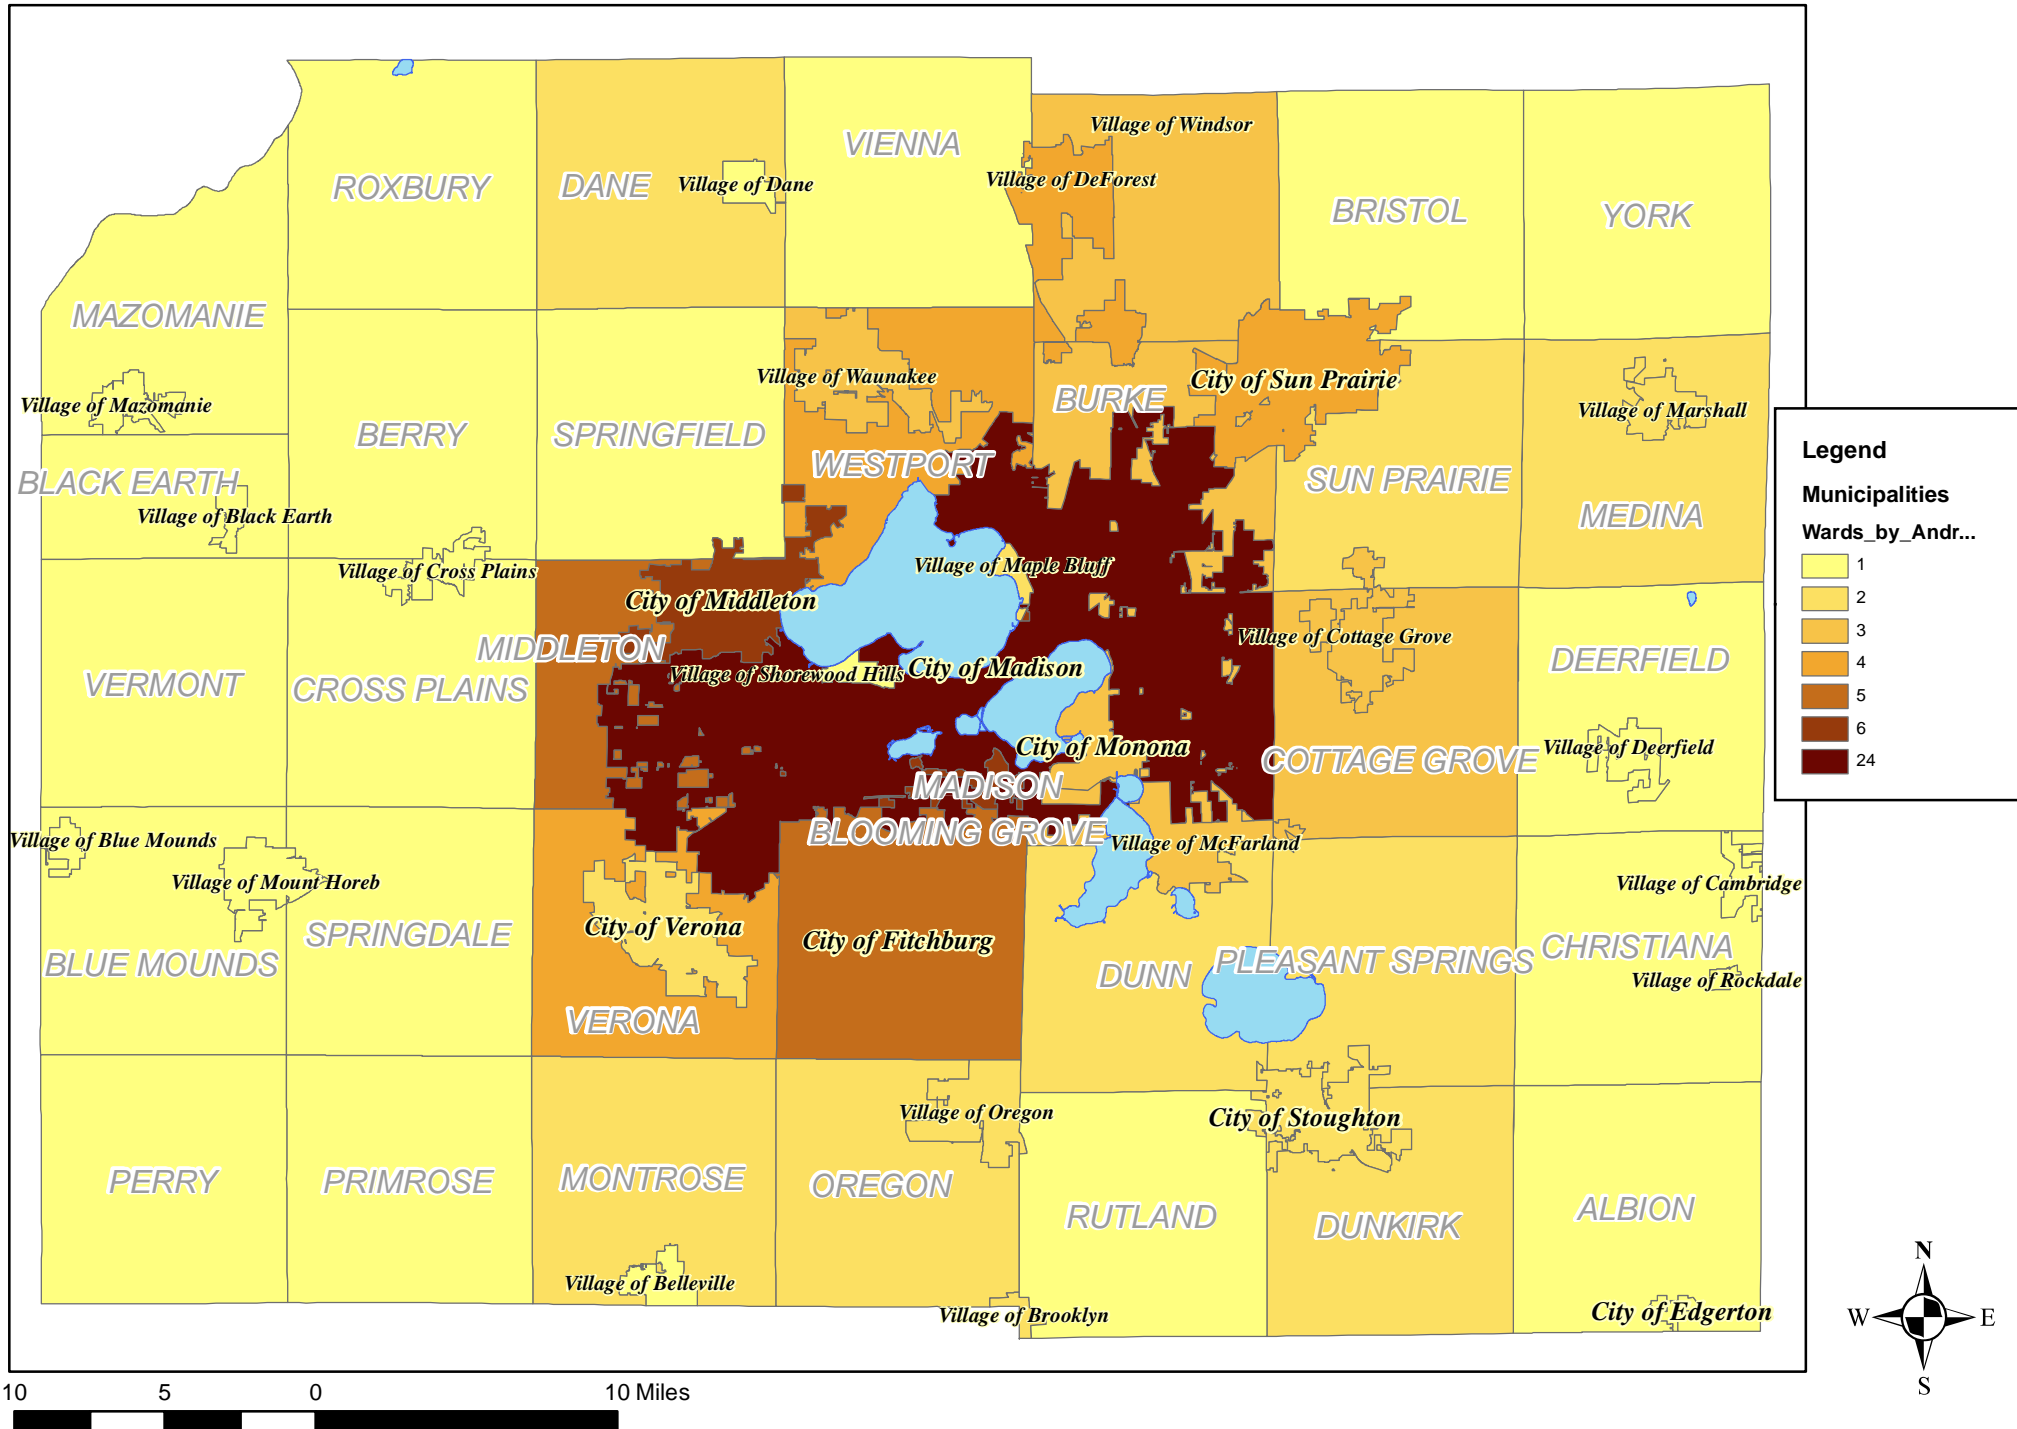 Village of Windsor
VIENNA
Village of DeForest
ROXBURY
DANE
Village of Dane
BRISTOL
YORK
MAZOMANIE
Village of Waunakee
City of Sun Prairie
BURKE
Village of Mazomanie
Village of Marshall
BERRY
SPRINGFIELD
WESTPORT
SUN PRAIRIE
BLACK EARTH
Village of Black Earth
MEDINA
Village of Cross Plains
Village of Maple Bluff
City of Middleton
Village of Cottage Grove
MIDDLETON
DEERFIELD
Village of Shorewood Hills
City of Madison
VERMONT
CROSS PLAINS
City of Monona
COTTAGE GROVE
Village of Deerfield
MADISON
BLOOMING GROVE
Village of Blue Mounds
Village of McFarland
Village of Mount Horeb
Village of Cambridge
SPRINGDALE
City of Verona
City of Fitchburg
CHRISTIANA
BLUE MOUNDS
DUNN
PLEASANT SPRINGS
Village of Rockdale
VERONA
Village of Oregon
City of Stoughton
PERRY
PRIMROSE
MONTROSE
OREGON
RUTLAND
DUNKIRK
ALBION
Village of Belleville
Village of Brooklyn
City of Edgerton
Legend
Municipalities
Wards_by_Andr...
1
2
3
4
5
6
24
N
W E
S
10 5 0 10 Miles